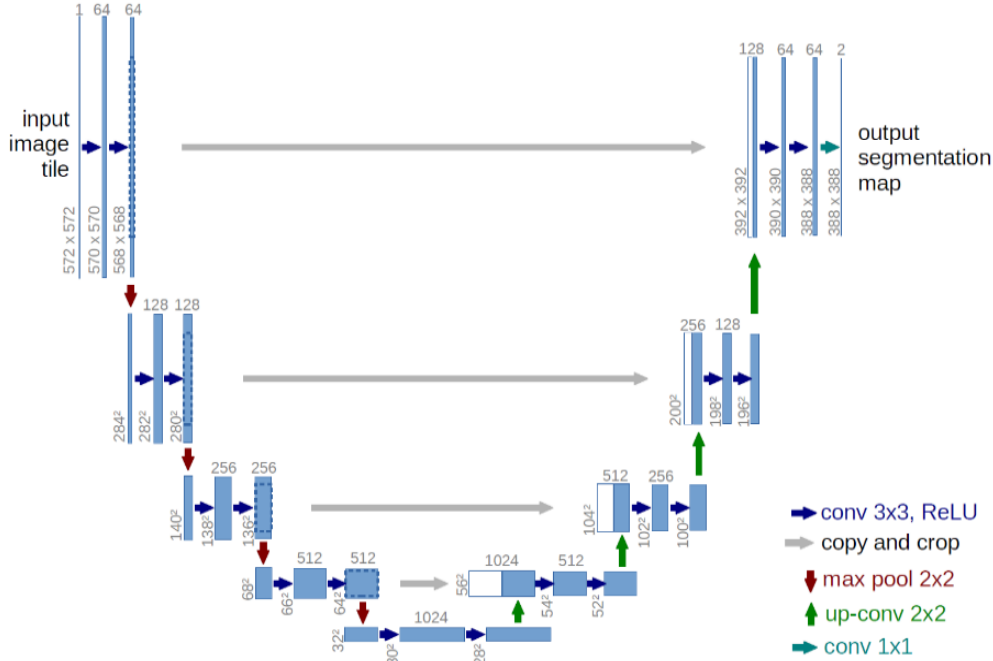 1 64 64
128 64 64 2
input
image
tile
output
segmentation
map
572 x 572
570 x 570
568 x 568
392 x 392
390 x 390
388 x 388
388 x 388
128 128
256 128
284²
282²
280²
200²
198²
196²
256 256
512 256
140²
138²
136²
104²
102²
100²
512 512
1024 512
68²
66²
64²
56²
54²
52²
1024
32²
conv 3x3, ReLU
copy and crop
max pool 2x2
up-conv 2x2
conv 1x1